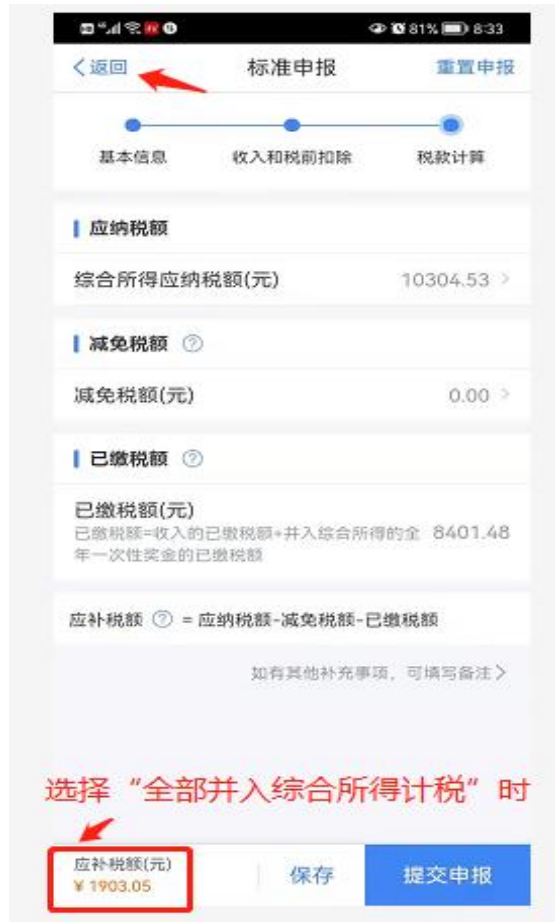 81% 8:33
返回 标准申报 重置申报
基本信息 收入和税前扣除 税款计算
应纳税额
综合所得应纳税额(元) 10304.53
减免税额
减免税额(元) 0.00
已缴税额
已缴税额(元)
已缴税额=收入的已缴税额+并入综合所得的全 8401.48
年一次性奖金的已缴税额
应补税额 = 应纳税额-减免税额-已缴税额
如有其他补充事项，可填写备注
选择“全部并入综合所得计税”时
应补税额(元)
¥ 1903.05
保存 提交申报